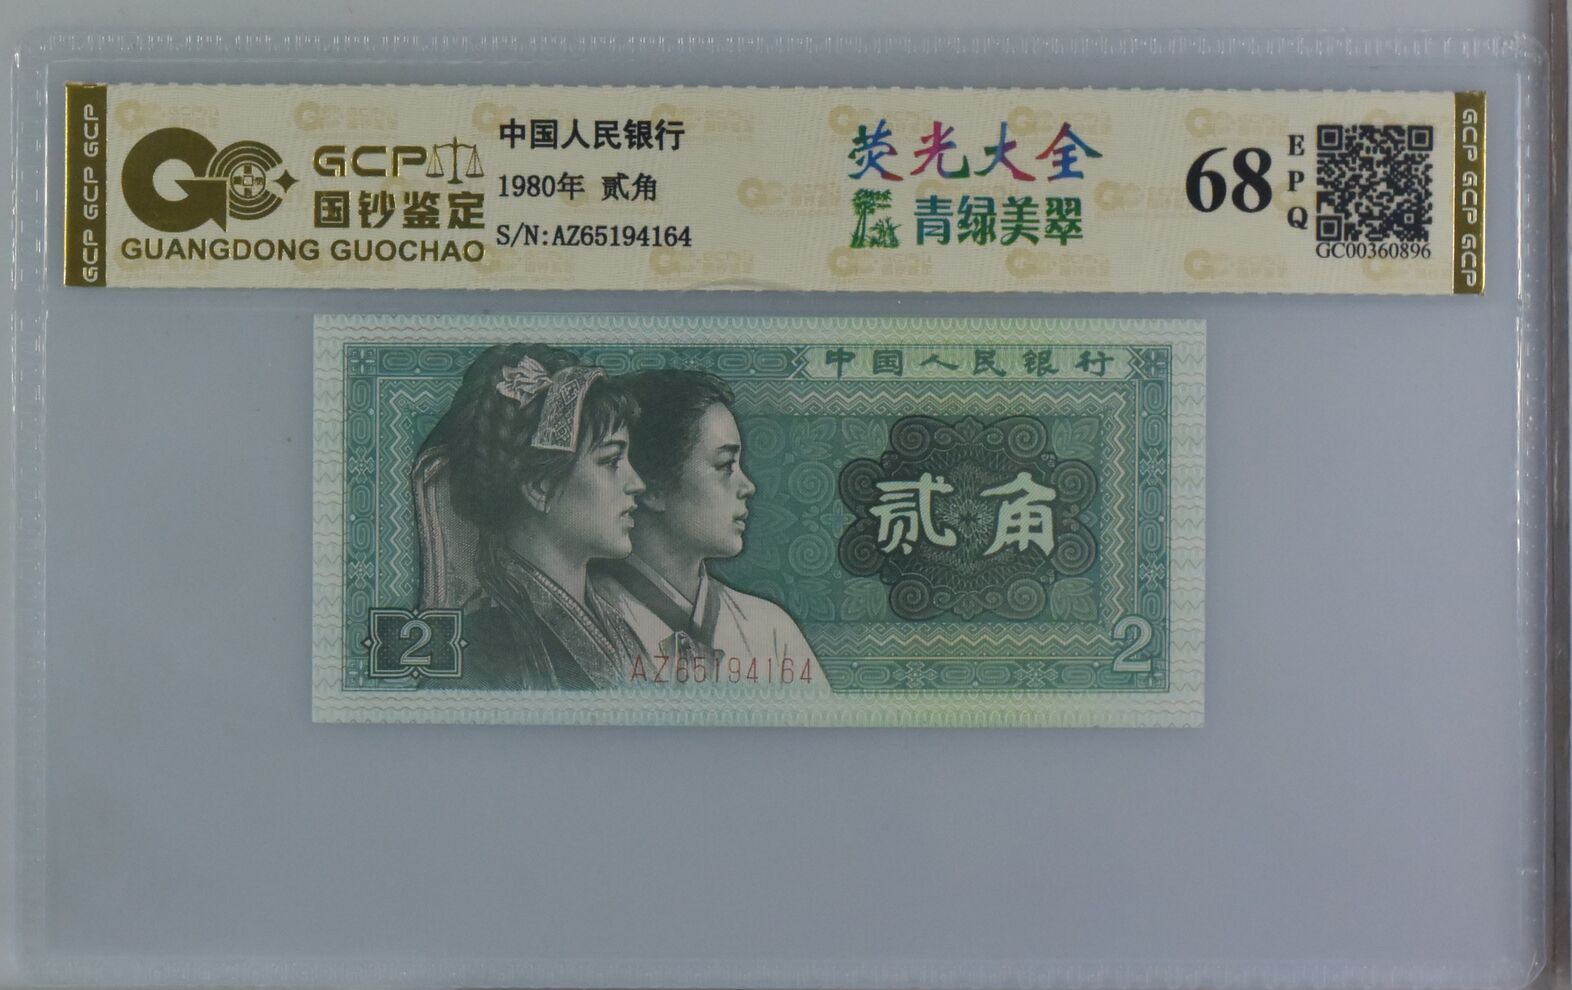 GCP GCP GCP
GCP
国钞鉴定
GUANGDONG GUOCHAO
中国人民银行
1980年 贰角
S/N:AZ65194164
荧光大全
青绿美翠
68
EPQ
GC00360896
GCP GCP GCP
中国人民银行
贰角
2
AZ65194164
2